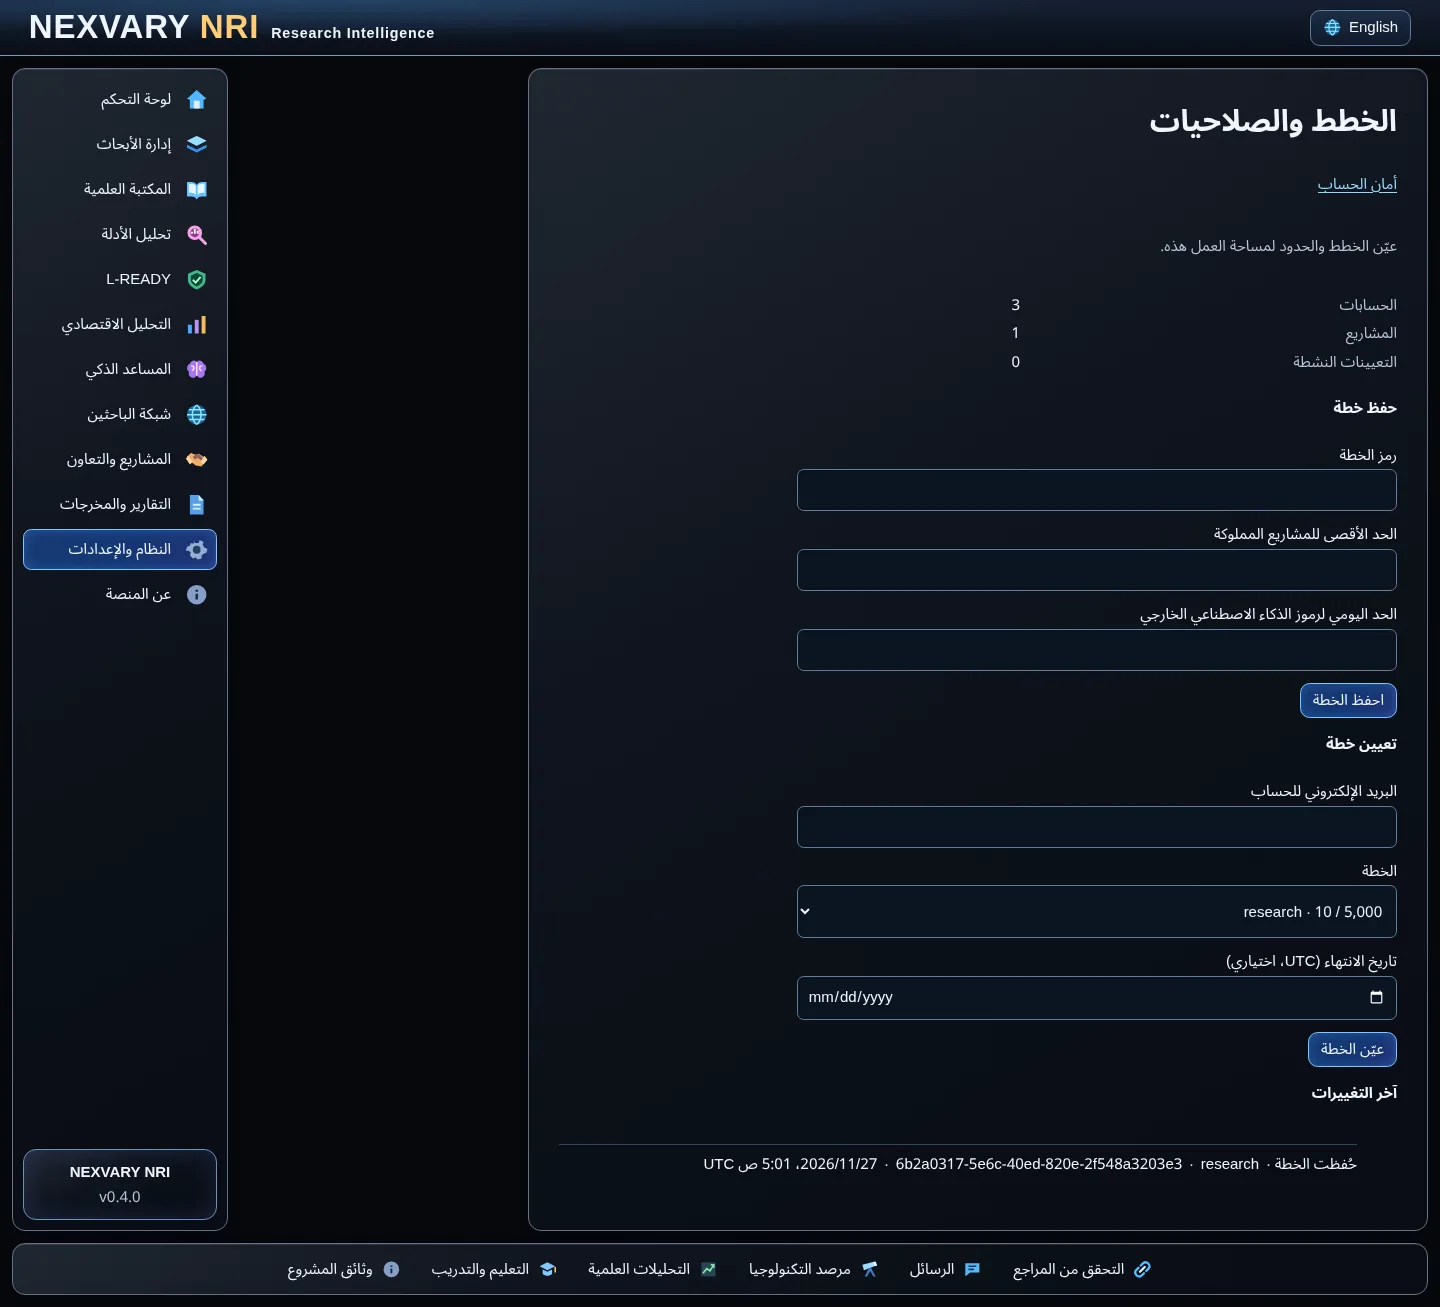 NEXVARY NRI Research Intelligence
English
لوحة التحكم
إدارة الأبحاث
المكتبة العلمية
تحليل الأدلة
L-READY
التحليل الاقتصادي
المساعد الذكي
شبكة الباحثين
المشاريع والتعاون
التقارير والمخرجات
النظام والإعدادات
عن المنصة
NEXVARY NRI
v0.4.0
الخطط والصلاحيات
أمان الحساب
عيّن الخطط والحدود لمساحة العمل هذه.
الحسابات 3
المشاريع 1
التعيينات النشطة 0
حفظ خطة
رمز الخطة
الحد الأقصى للمشاريع المملوكة
الحد اليومي لرموز الذكاء الاصطناعي الخارجي
احفظ الخطة
تعيين خطة
البريد الإلكتروني للحساب
الخطة
research · 10 / 5,000
تاريخ الانتهاء (UTC، اختياري)
mm/dd/yyyy
عيّن الخطة
آخر التغييرات
حُفظت الخطة · research · 6b2a0317-5e6c-40ed-820e-2f548a3203e3 · 2026/11/27، 5:01 ص UTC
التحقق من المراجع
الرسائل
مرصد التكنولوجيا
التحليلات العلمية
التعليم والتدريب
وثائق المشروع